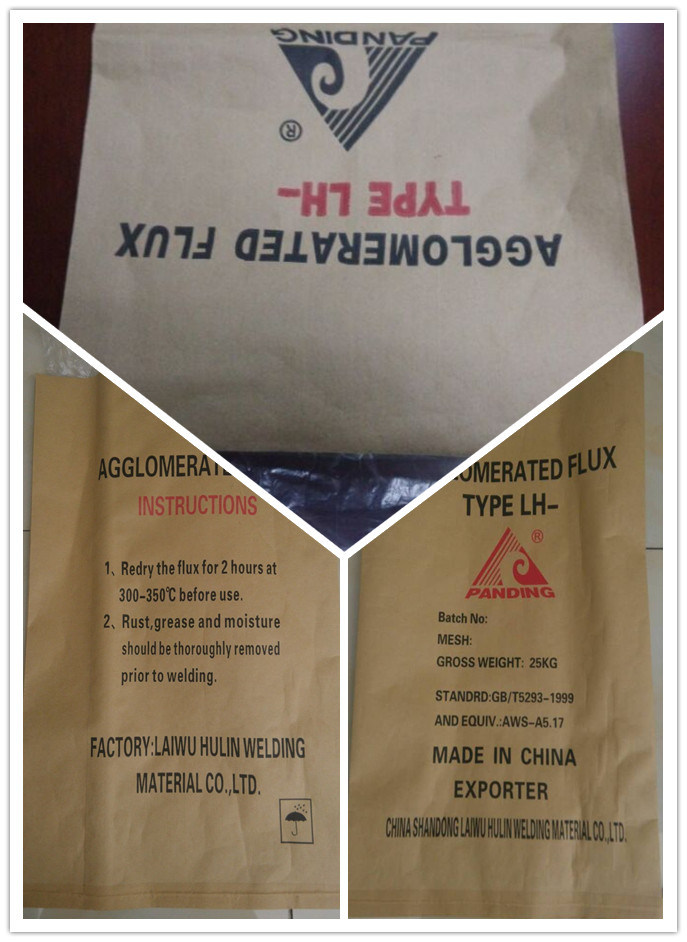 AGGLOMERATED FLUX
TYPE LH-
®
PANDING
AGGLOMERATE
INSTRUCTIONS
1、Redry the flux for 2 hours at
300-350℃ before use.
2、Rust,grease and moisture
should be thoroughly removed
prior to welding.
FACTORY:LAIWU HULIN WELDING
MATERIAL CO.,LTD.
LOMERATED FLUX
TYPE LH-
®
PANDING
Batch No:
MESH:
GROSS WEIGHT: 25KG
STANDRD:GB/T5293-1999
AND EQUIV.:AWS-A5.17
MADE IN CHINA
EXPORTER
CHINA SHANDONG LAIWU HULIN WELDING MATERIAL CO.,LTD.